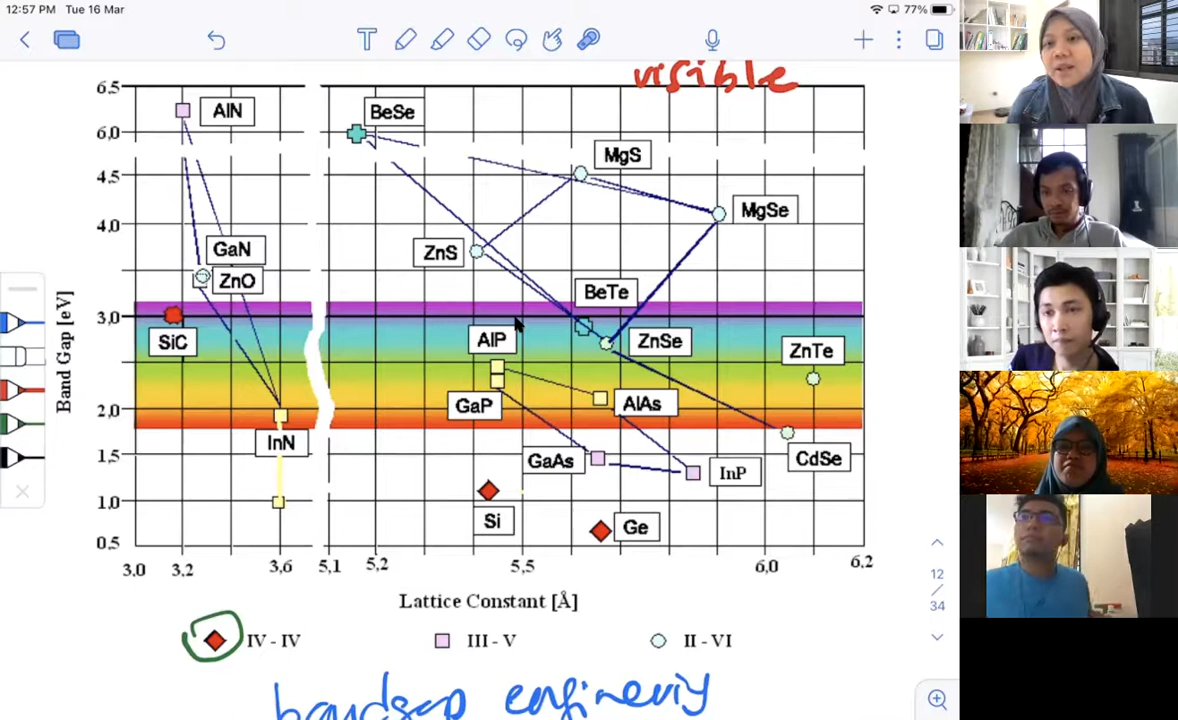 12:57 PM Tue 16 Mar
77%
visible
6.5
AlN
BeSe
6,0
MgS
4.5
MgSe
4.0
GaN
ZnS
ZnO
BeTe
3,0
SiC
AlP
ZnSe
ZnTe
Band Gap [eV]
2,0
GaP
AlAs
InN
1.5
GaAs
InP
CdSe
1.0
Si
Ge
0.5
3.0
3,2
3,6
5,1
5,2
5,5
6,0
6,2
12
/
34
Lattice Constant [Å]
IV - IV
III - V
II - VI
bandgap engineering